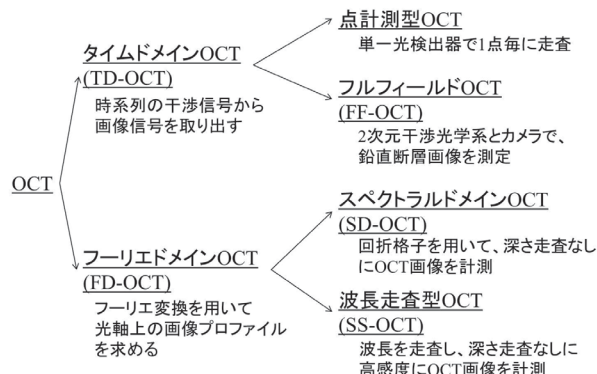 OCT
タイムドメインOCT
(TD-OCT)
時系列の干渉信号から
画像信号を取り出す
点計測型OCT
単一光検出器で1点毎に走査
フルフィールドOCT
(FF-OCT)
2次元干渉光学系とカメラで、
鉛直断層画像を測定
フーリエドメインOCT
(FD-OCT)
フーリエ変換を用いて
光軸上の画像プロファイル
を求める
スペクトラルドメインOCT
(SD-OCT)
回折格子を用いて、深さ走査なし
にOCT画像を計測
波長走査型OCT
(SS-OCT)
波長を走査し、深さ走査なしに
高感度にOCT画像を計測